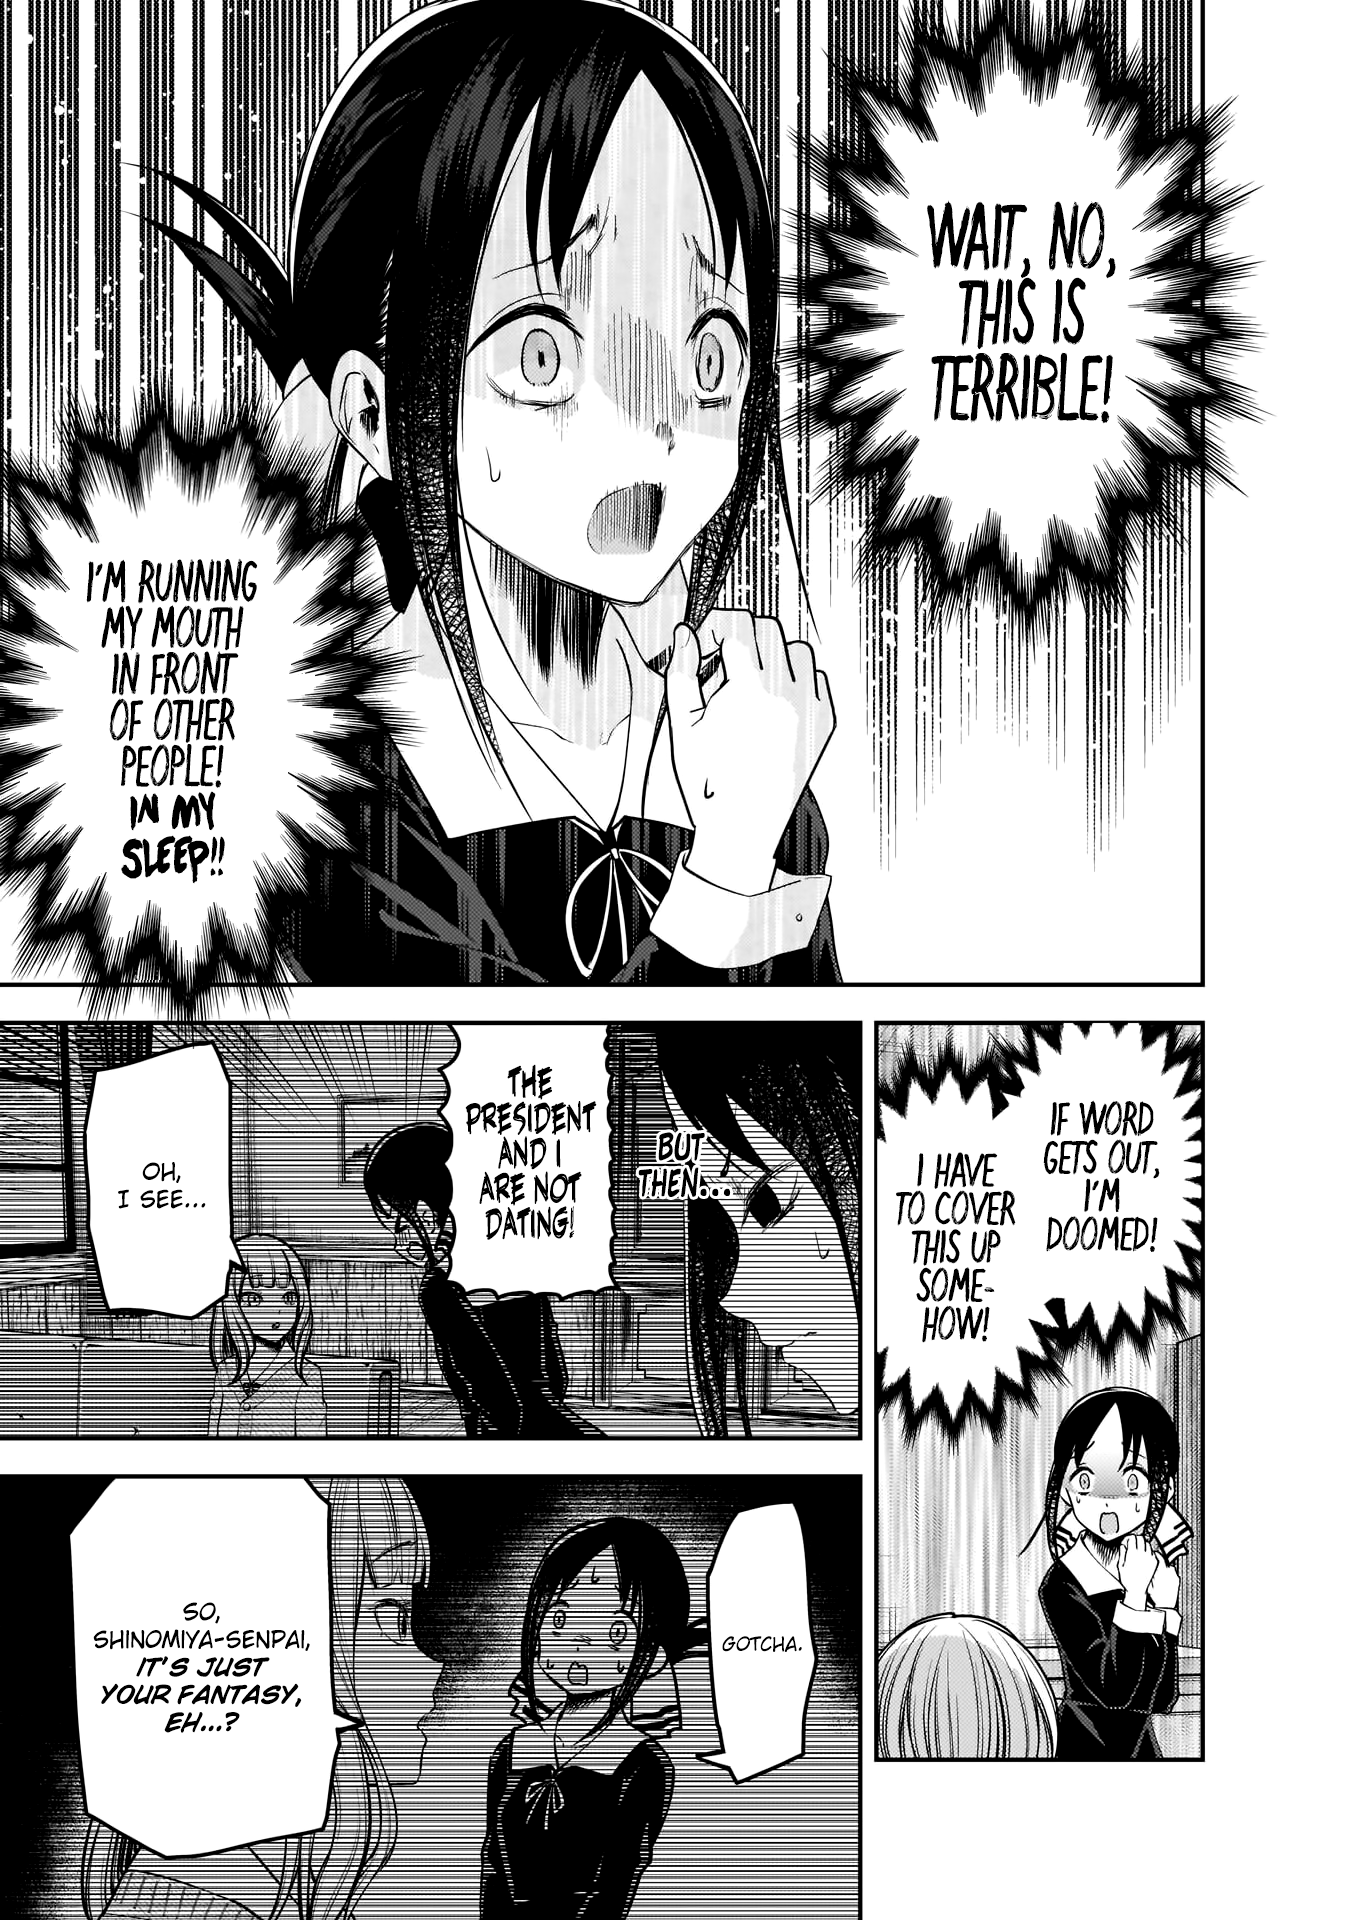 WAIT, NO,
THIS IS
TERRIBLE!
I'M RUNNING
MY MOUTH
IN FRONT
OF OTHER
PEOPLE!
IN MY
SLEEP!!
IF WORD
GETS OUT,
I'M
DOOMED!
I HAVE
TO COVER
THIS UP
SOME-
HOW!
BUT
THEN...
THE
PRESIDENT
AND I
ARE NOT
DATING!
OH,
I SEE...
GOTCHA.
SO,
SHINOMIYA-SENPAI,
IT'S JUST
YOUR FANTASY,
EH...?